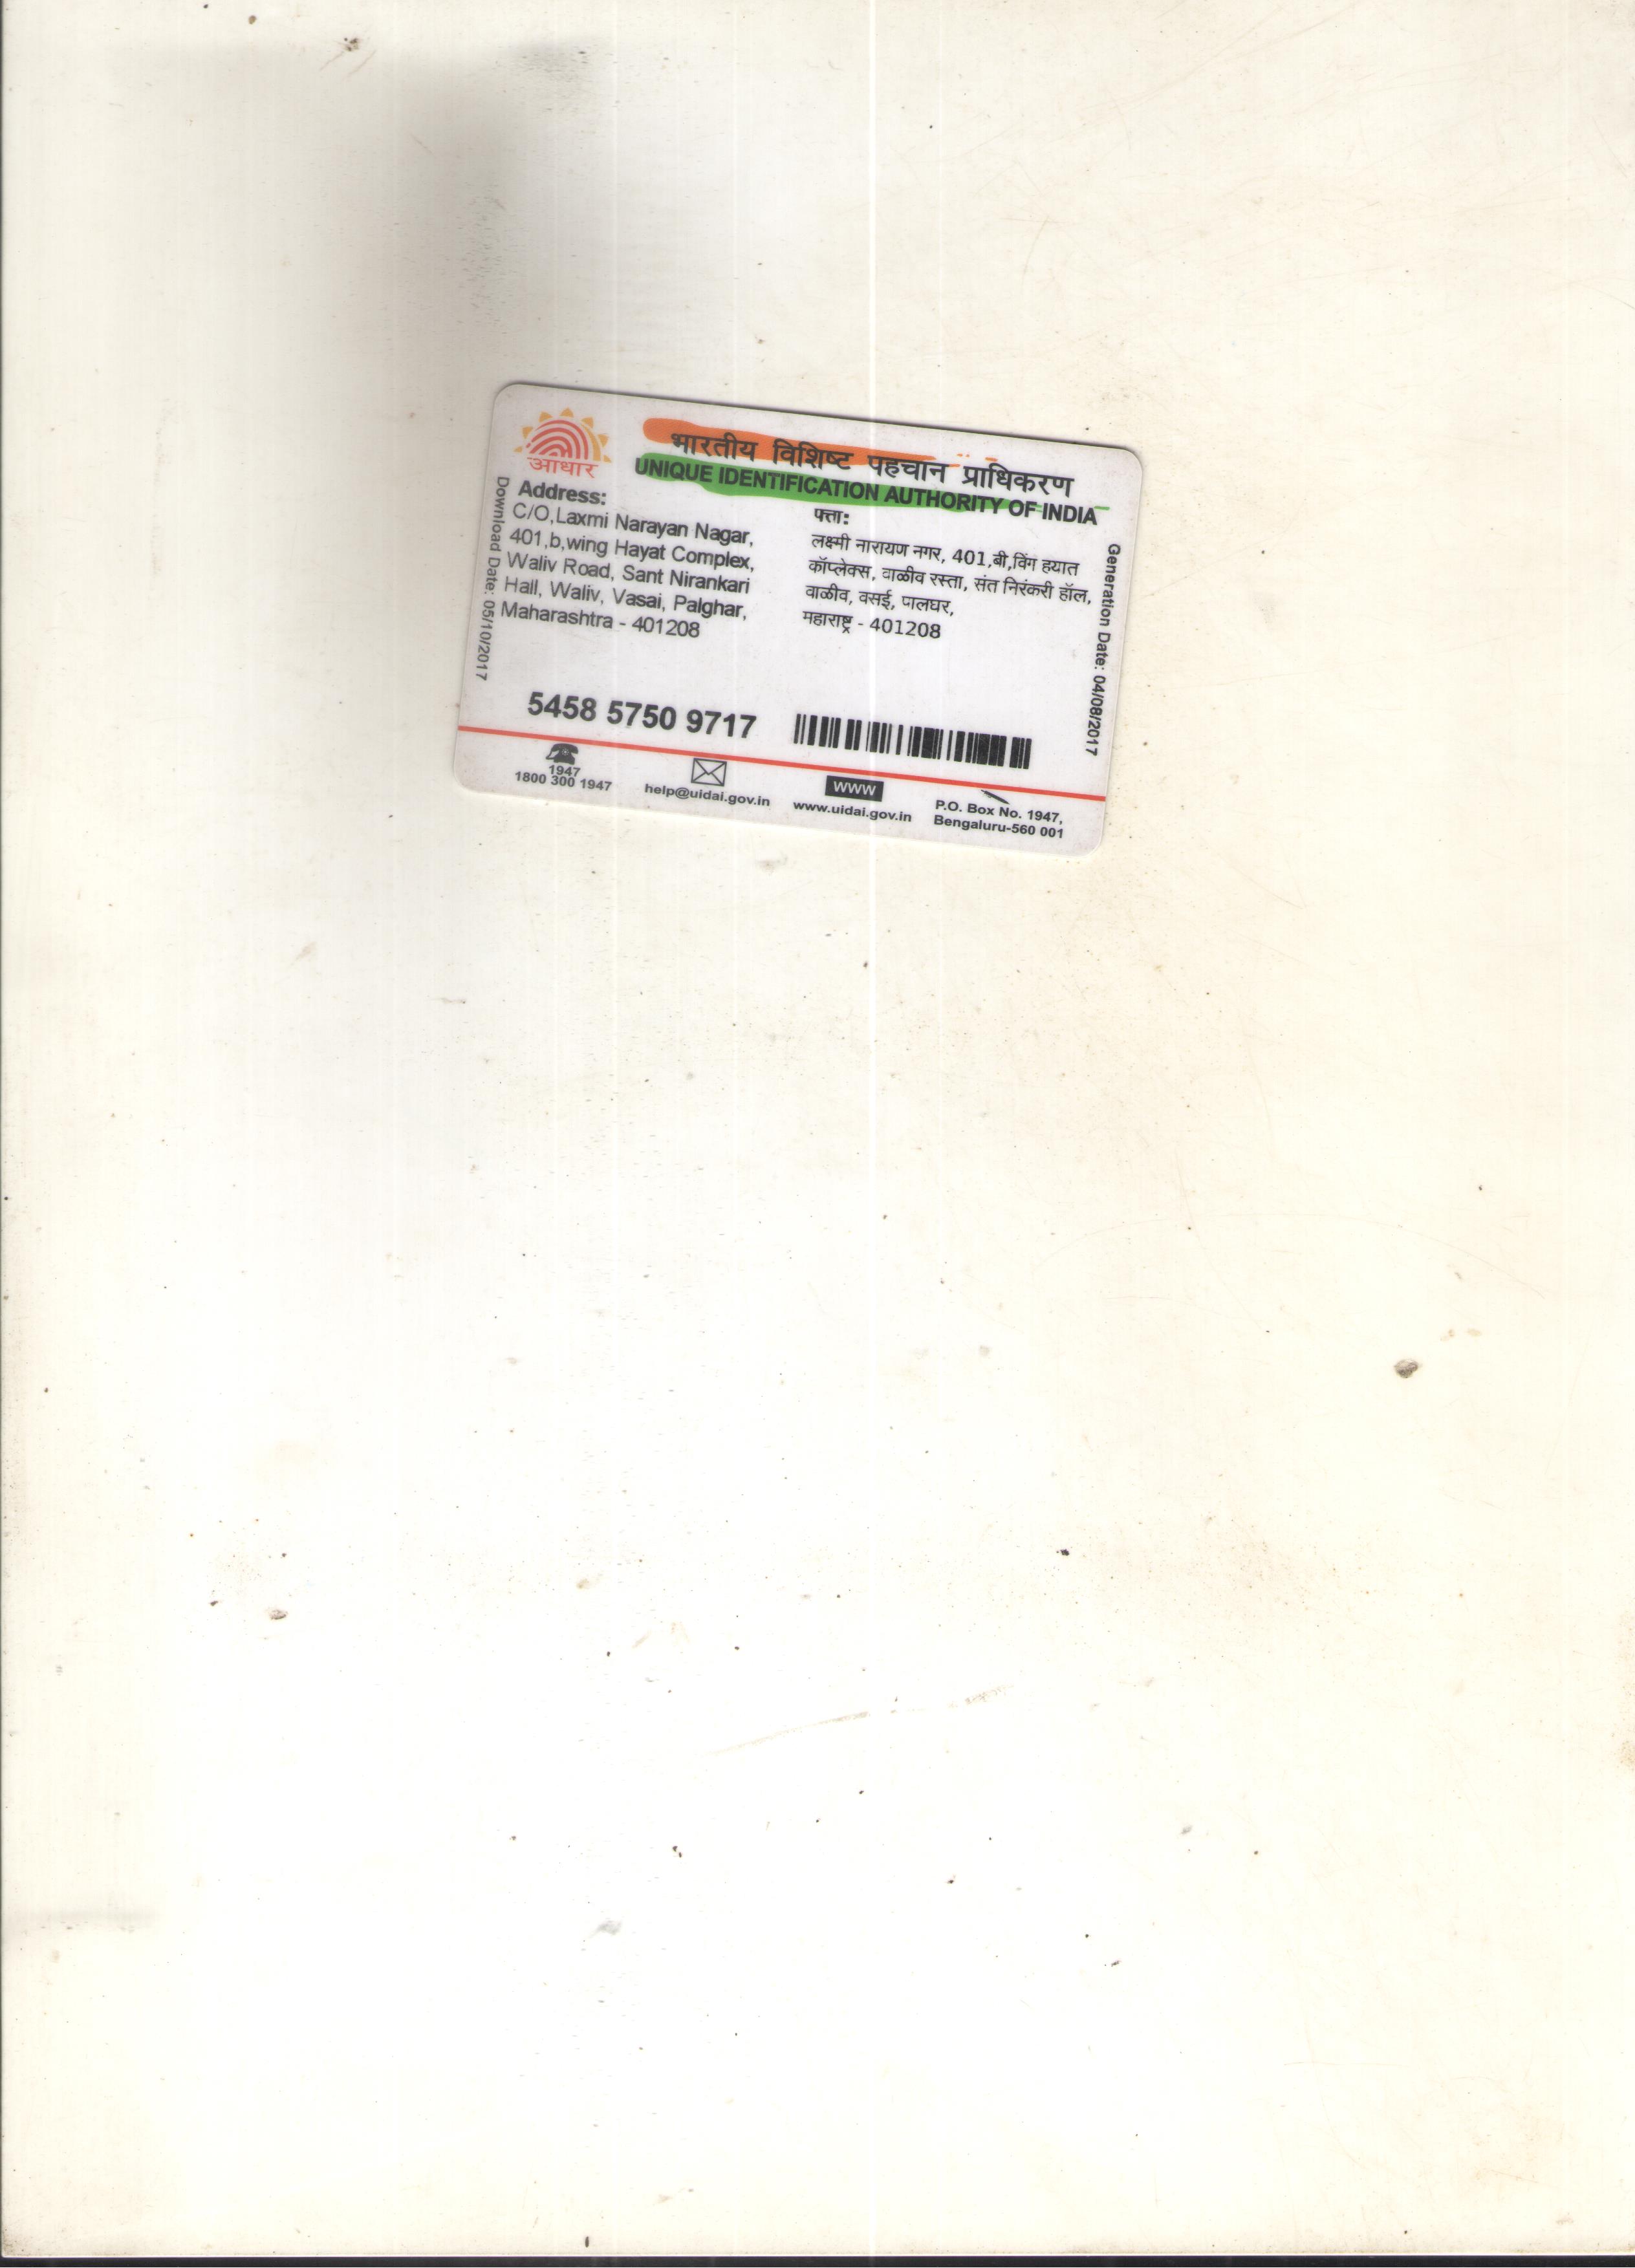 भारतीय विशिष्ट पहचान प्राधिकरण
UNIQUE IDENTIFICATION AUTHORITY OF INDIA
आधार
Address:
C/O,Laxmi Narayan Nagar,
401,b,wing Hayat Complex,
Waliv Road, Sant Nirankari
Hall, Waliv, Vasai, Palghar,
Maharashtra - 401208
पत्ता:
लक्ष्मी नारायण नगर, 401,बी,विंग हयात
कॉप्लेक्स, वाळीव रस्ता, संत निरंकरी हॉल,
वाळीव, वसई, पालघर,
महाराष्ट्र - 401208
Download Date: 05/10/2017
Generation Date: 04/08/2017
5458 5750 9717
1947
1800 300 1947
help@uidai.gov.in
WWW
www.uidai.gov.in
P.O. Box No. 1947,
Bengaluru-560 001